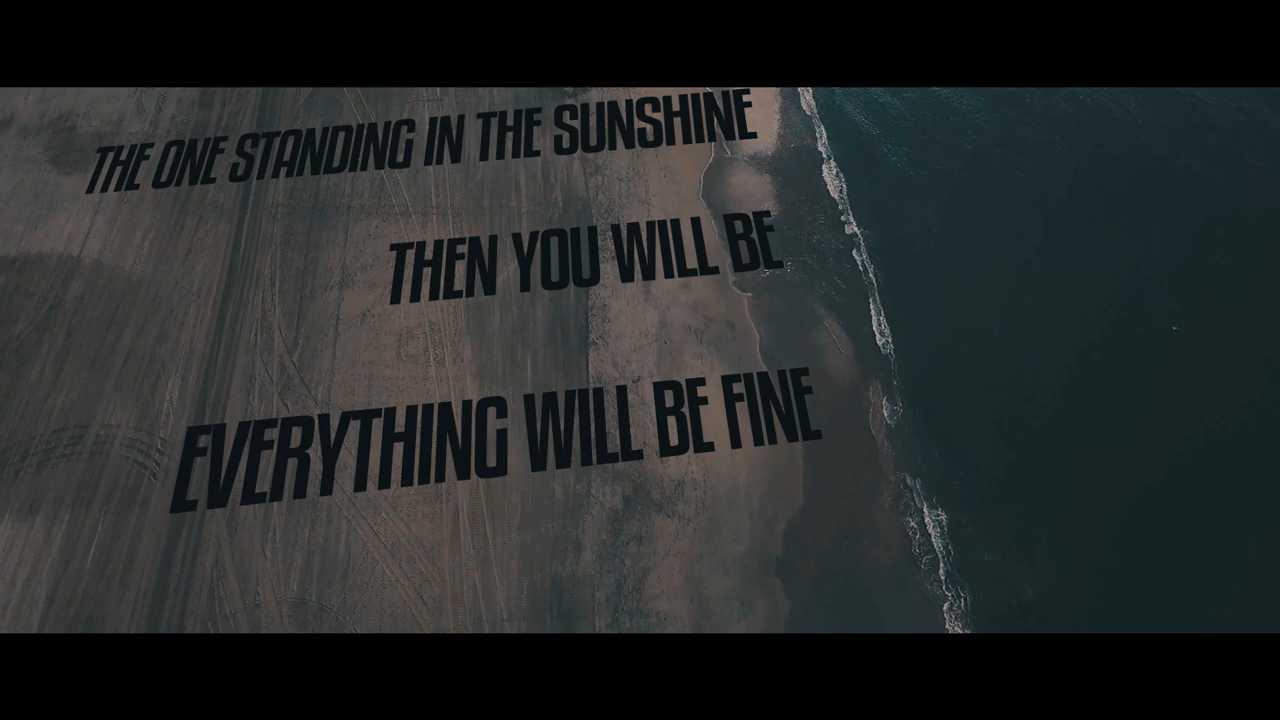 THE ONE STANDING IN THE SUNSHINE
THEN YOU WILL BE
EVERYTHING WILL BE FINE